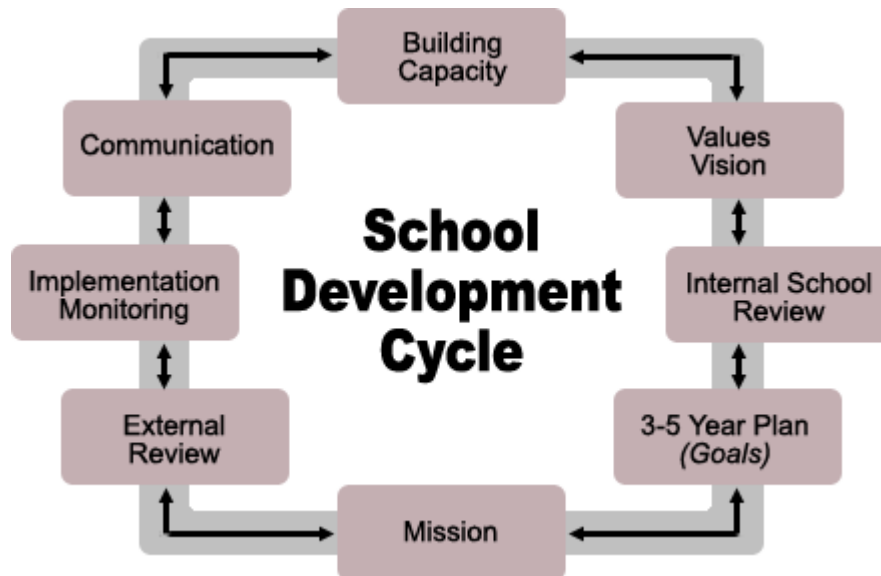 Building
Capacity
Communication
Values
Vision
School
Development
Cycle
Implementation
Monitoring
Internal School
Review
External
Review
3-5 Year Plan
(Goals)
Mission